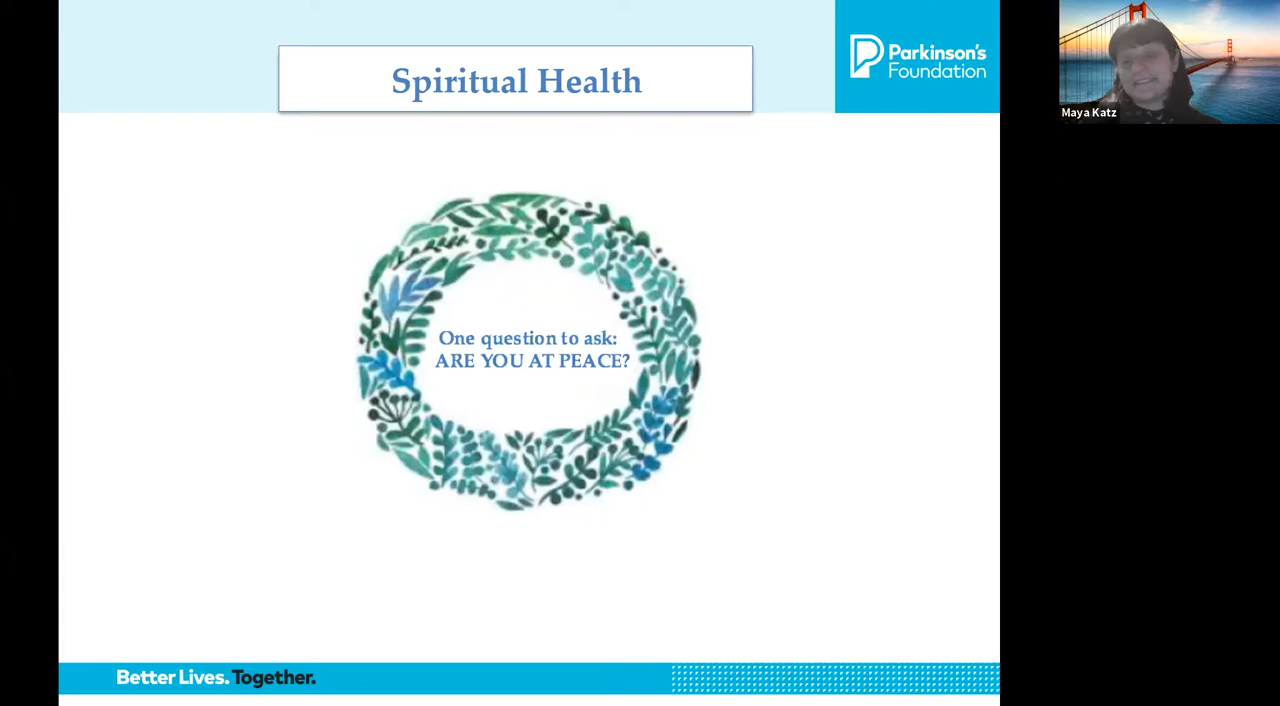 Spiritual Health
Parkinson's
Foundation
Maya Katz
One question to ask:
ARE YOU AT PEACE?
Better Lives. Together.